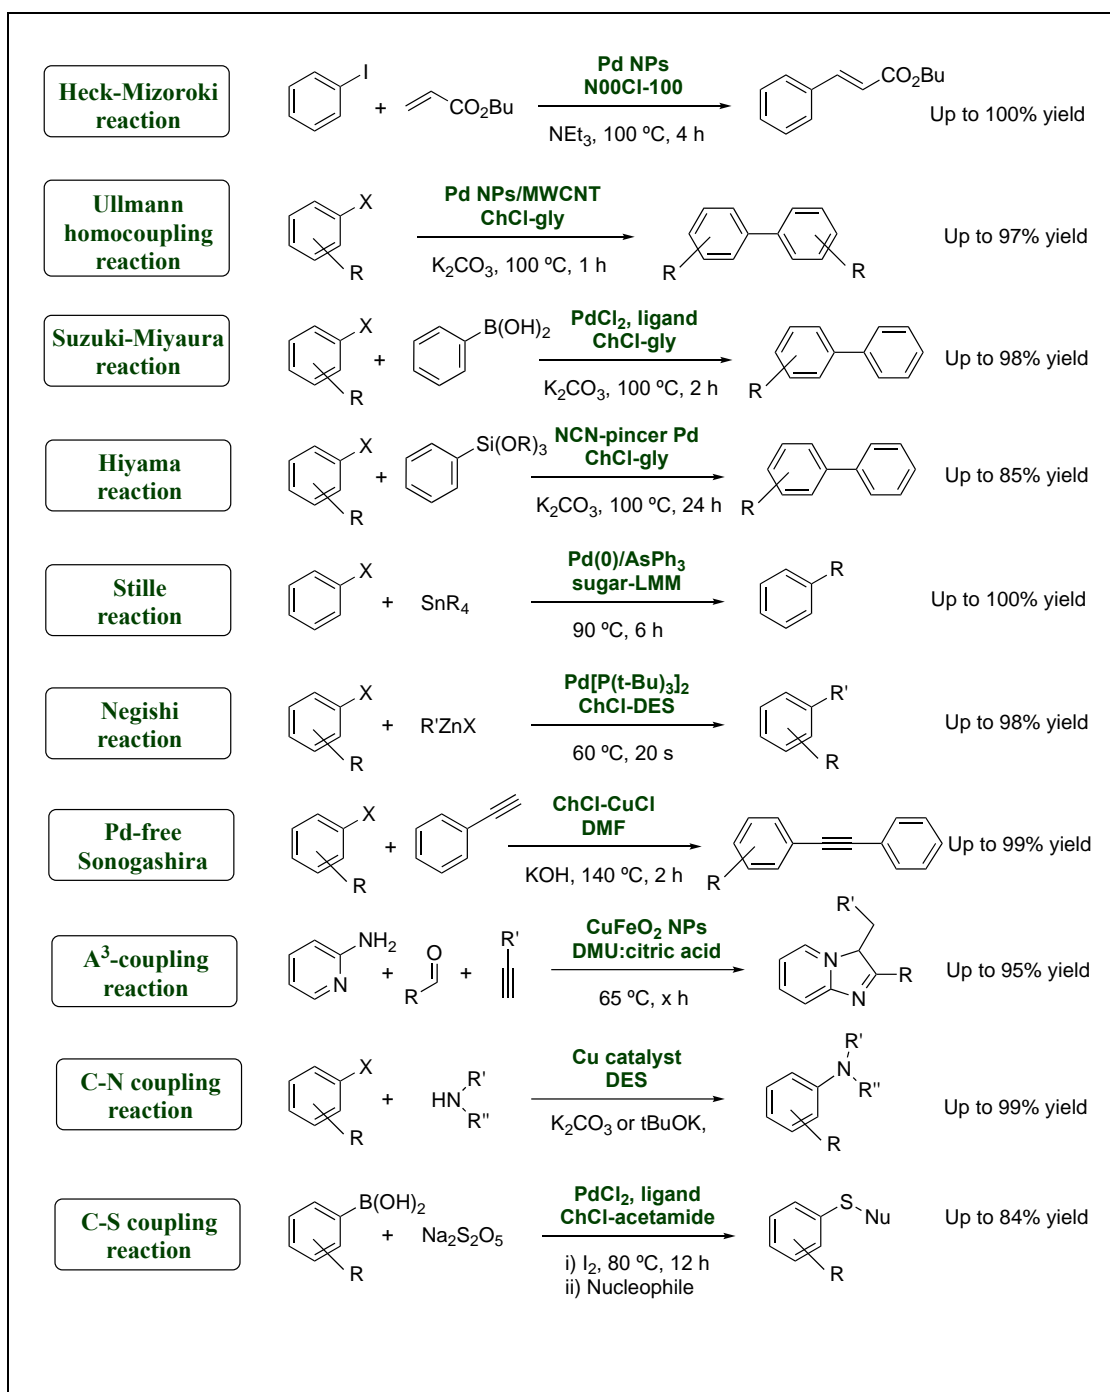 Heck-Mizoroki
reaction
I
+
CO2Bu
Pd NPs
N00Cl-100
NEt3, 100 ºC, 4 h
CO2Bu
Up to 100% yield
Ullmann
homocoupling
reaction
X
R
Pd NPs/MWCNT
ChCl-gly
K2CO3, 100 ºC, 1 h
R
R
Up to 97% yield
Suzuki-Miyaura
reaction
X
R
+
B(OH)2
PdCl2, ligand
ChCl-gly
K2CO3, 100 ºC, 2 h
R
Up to 98% yield
Hiyama
reaction
X
R
+
Si(OR)3
NCN-pincer Pd
ChCl-gly
K2CO3, 100 ºC, 24 h
R
Up to 85% yield
Stille
reaction
X
+
SnR4
Pd(0)/AsPh3
sugar-LMM
90 ºC, 6 h
R
Up to 100% yield
Negishi
reaction
X
R
+
R'ZnX
Pd[P(t-Bu)3]2
ChCl-DES
60 ºC, 20 s
R'
R
Up to 98% yield
Pd-free
Sonogashira
X
R
+
ChCl-CuCl
DMF
KOH, 140 ºC, 2 h
R
Up to 99% yield
A3-coupling
reaction
NH2
N
+
O
R
+
R'
CuFeO2 NPs
DMU:citric acid
65 ºC, x h
R'
N
R
N
Up to 95% yield
C-N coupling
reaction
X
R
+
R'
HN
R''
Cu catalyst
DES
K2CO3 or tBuOK,
R'
N
R''
R
Up to 99% yield
C-S coupling
reaction
B(OH)2
R
+
Na2S2O5
PdCl2, ligand
ChCl-acetamide
i) I2, 80 ºC, 12 h
ii) Nucleophile
S
Nu
R
Up to 84% yield